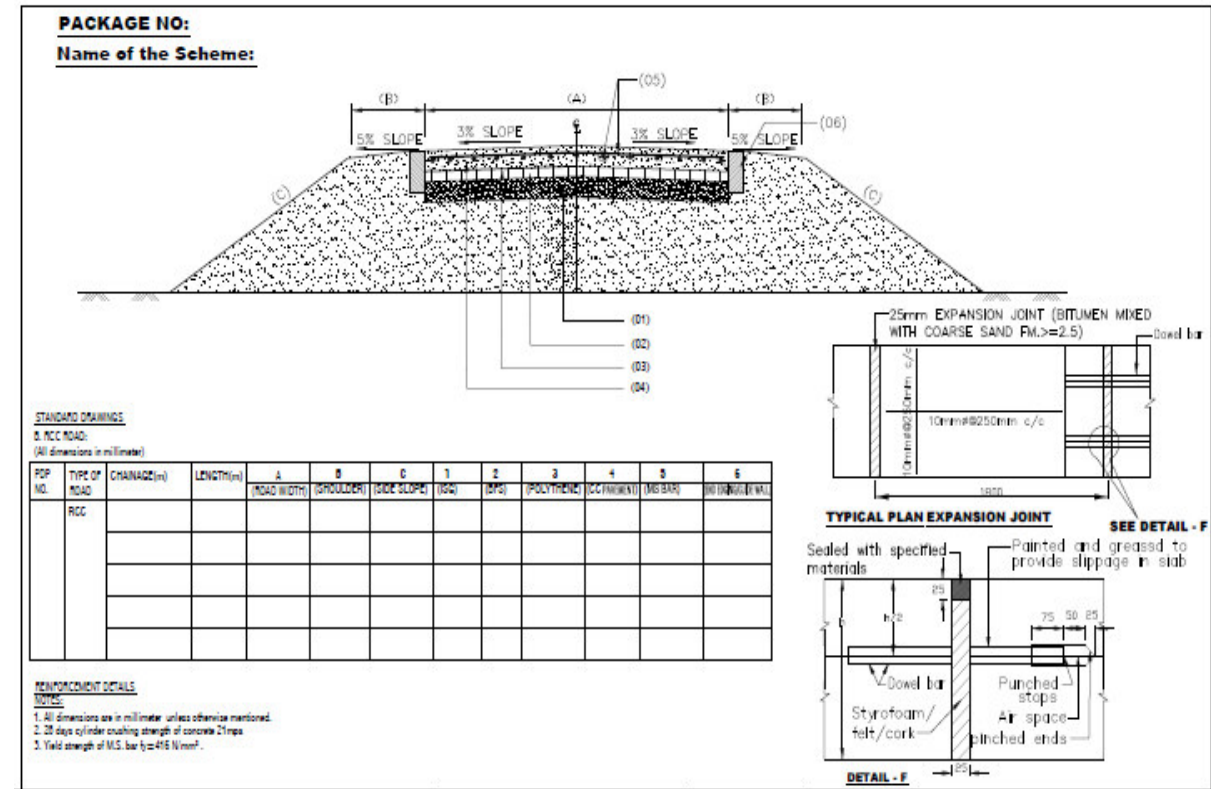 PACKAGE NO:
Name of the Scheme:
(B)
(A)
(B)
(05)
(06)
5% SLOPE
3% SLOPE
3% SLOPE
5% SLOPE
(C)
(C)
(01)
(02)
(03)
(04)
25mm EXPANSION JOINT (BITUMEN MIXED
WITH COARSE SAND FM.>=2.5)
Dowel bar
10mmø@250mm c/c
10mmø@250mm c/c
TYPICAL PLAN EXPANSION JOINT
SEE DETAIL - F
STANDARD DRAWINGS
(All dimensions in millimeter)
NO.
TYPE OF
ROAD
CHAINAGE(m)
LENGTH(m)
A
(ROAD WIDTH)
B
(SHOULDER)
C
(SIDE SLOPE)
1
(ISG)
2
(BFS)
3
(POLYTHENE)
4
(CC PAVEMENT)
5
(MS BAR)
6
RCC
Sealed with specified
materials
Painted and greassd to
provide slippage in slab
25
h
h/2
75
50
25
Dowel bar
Punched
stops
Styrofoam/
felt/cork
Air space
pinched ends
25
DETAIL - F
REINFORCEMENT DETAILS
NOTES:
1. All dimensions are in millimeter unless otherwise mentioned.
2. 28 days cylinder crushing strength of concrete 21mpa
3. Yield strength of M.S. bar fy=415 N/mm².